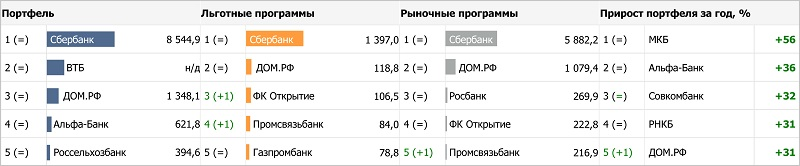 Портфель Льготные программы Рыночные программы Прирост портфеля за год, %
1 (=) Сбербанк 8 544,9 1 (=) Сбербанк 1 397,0 1 (=) Сбербанк 5 882,2 1 (=) МКБ +56
2 (=) ВТБ н/д 2 (=) ДОМ.РФ 118,8 2 (=) ДОМ.РФ 1 079,4 2 (=) Альфа-Банк +36
3 (=) ДОМ.РФ 1 348,1 3 (+1) ФК Открытие 106,5 3 (=) Росбанк 269,9 3 (=) Совкомбанк +32
4 (=) Альфа-Банк 621,8 4 (+1) Промсвязьбанк 84,0 4 (=) ФК Открытие 222,8 4 (=) РНКБ +31
5 (=) Россельхозбанк 394,6 5 (=) Газпромбанк 78,8 5 (+1) Промсвязьбанк 216,9 5 (+1) ДОМ.РФ +31